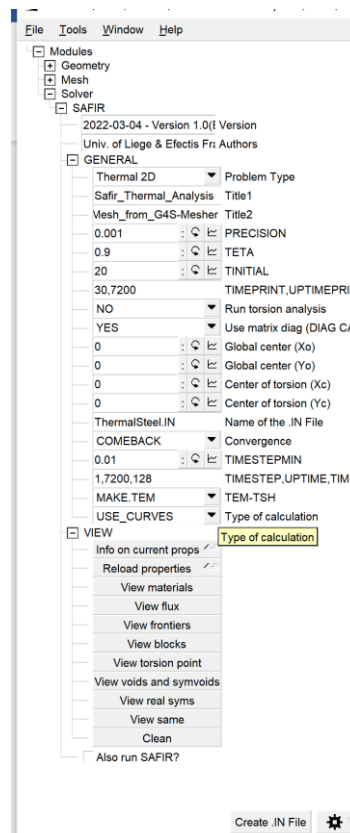 File Tools Window Help
Modules
Geometry
Mesh
Solver
SAFIR
2022-03-04 - Version 1.0(E Version
Univ. of Liege & Efectis Fra Authors
GENERAL
Thermal 2D Problem Type
Safir_Thermal_Analysis Title1
Mesh_from_G4S-Mesher Title2
0.001 : PRECISION
0.9 : TETA
20 : TINITIAL
30,7200 TIMEPRINT,UPTIMEPRI
NO Run torsion analysis
YES Use matrix diag (DIAG CA
0 : Global center (Xo)
0 : Global center (Yo)
0 : Center of torsion (Xc)
0 : Center of torsion (Yc)
ThermalSteel.IN Name of the .IN File
COMEBACK Convergence
0.01 : TIMESTEPMIN
1,7200,128 TIMESTEP,UPTIME,TIM
MAKE.TEM TEM-TSH
USE_CURVES Type of calculation
VIEW
Type of calculation
Info on current props
Reload properties
View materials
View flux
View frontiers
View blocks
View torsion point
View voids and symvoids
View real syms
View same
Clean
Also run SAFIR?
Create .IN File